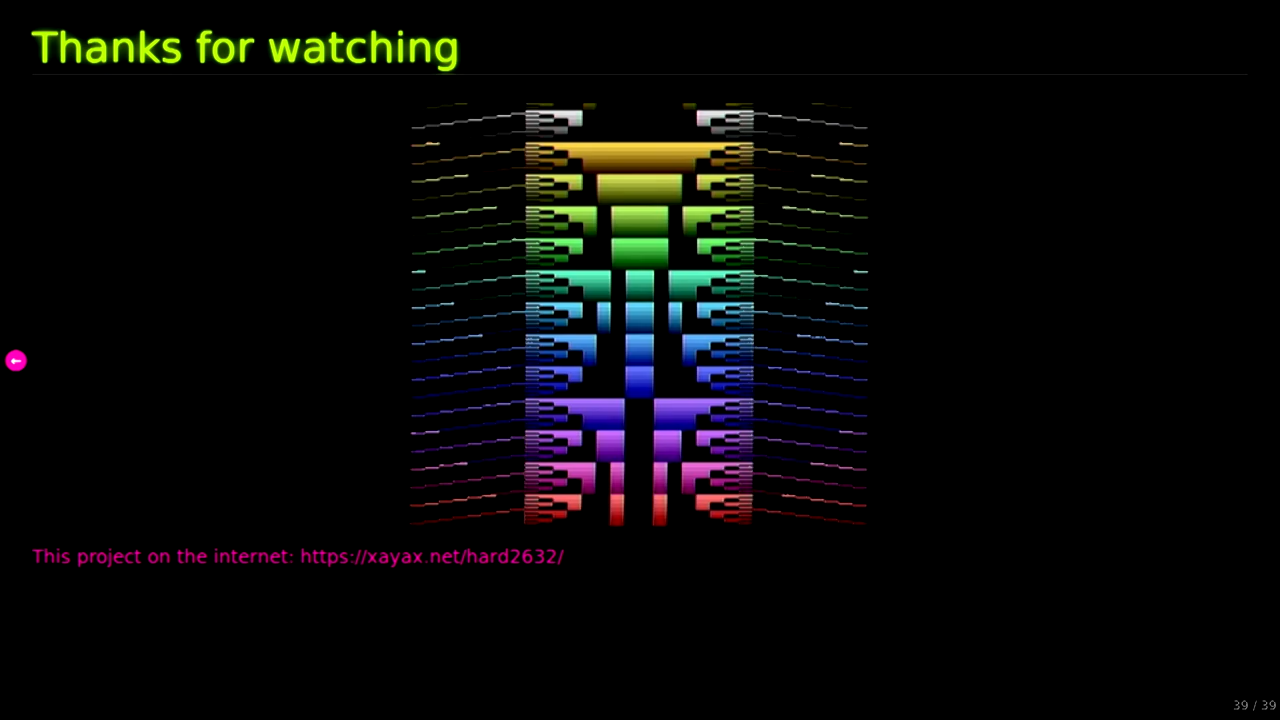 Thanks for watching
This project on the internet: https://xayax.net/hard2632/
39 / 39